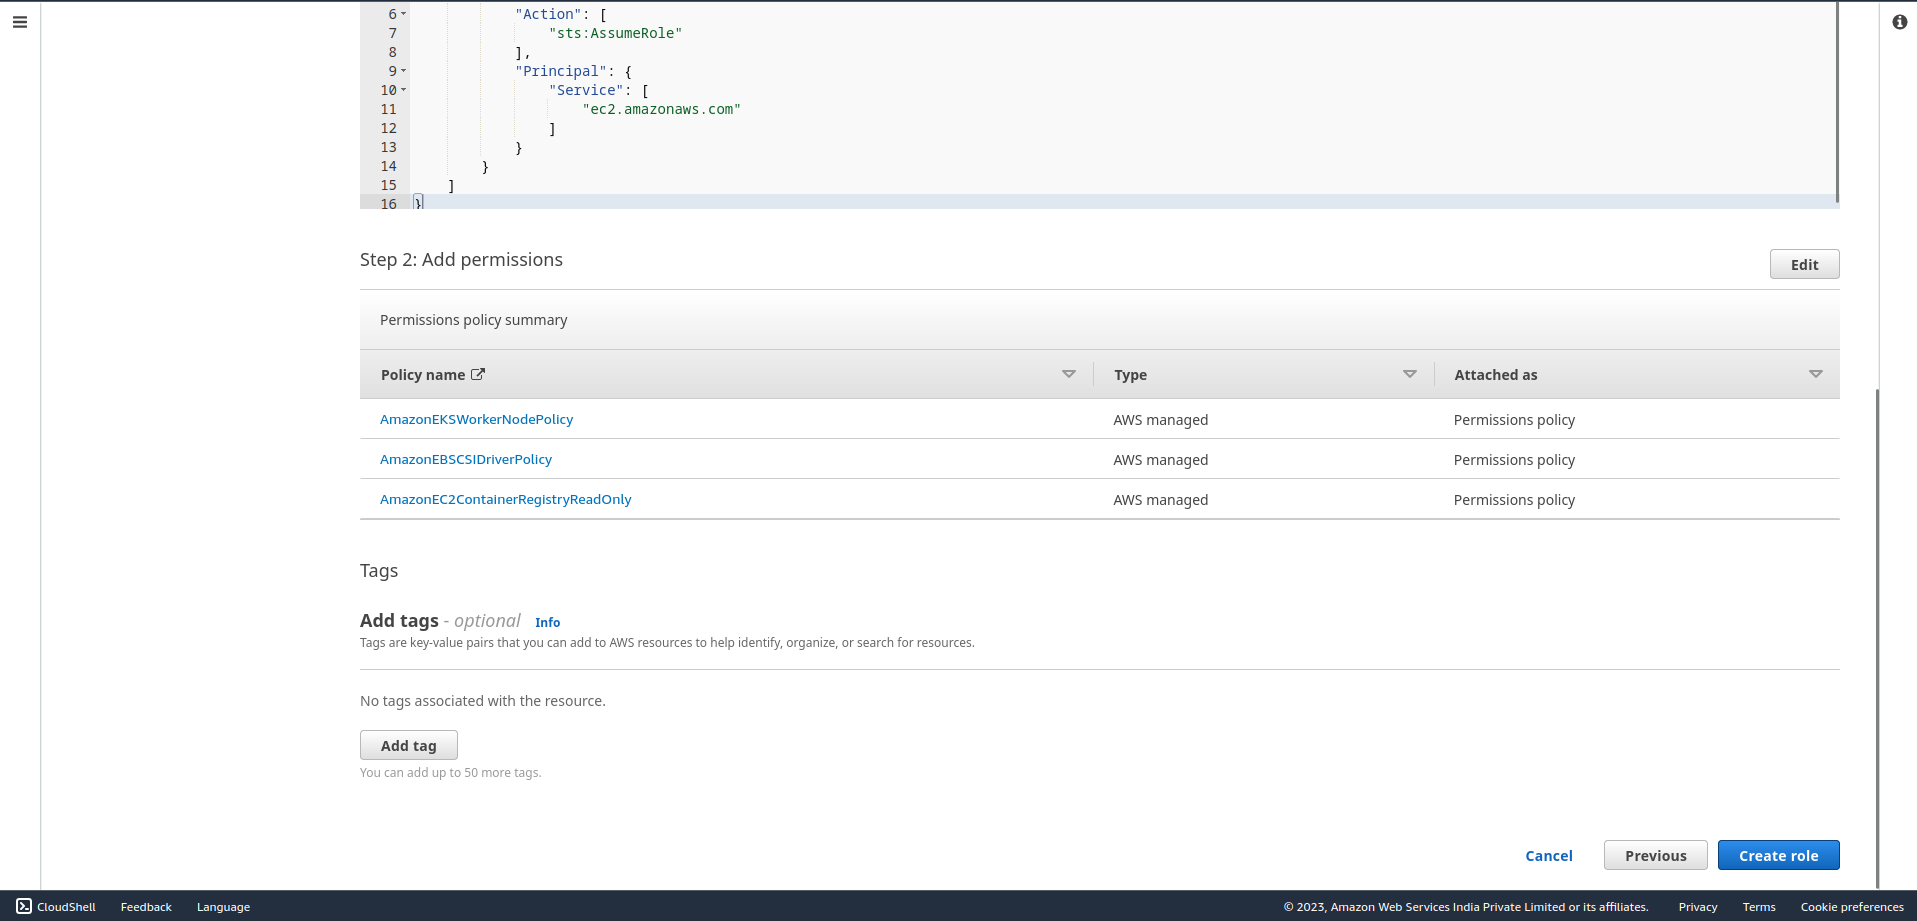 6 "Action": [
7 "sts:AssumeRole"
8 ],
9 "Principal": {
10 "Service": [
11 "ec2.amazonaws.com"
12 ]
13 }
14 }
15 ]
16 }
Step 2: Add permissions
Edit
Permissions policy summary
Policy name Type Attached as
AmazonEKSWorkerNodePolicy AWS managed Permissions policy
AmazonEBSCSIDriverPolicy AWS managed Permissions policy
AmazonEC2ContainerRegistryReadOnly AWS managed Permissions policy
Tags
Add tags - optional Info
Tags are key-value pairs that you can add to AWS resources to help identify, organize, or search for resources.
No tags associated with the resource.
Add tag
You can add up to 50 more tags.
Cancel Previous Create role
CloudShell Feedback Language © 2023, Amazon Web Services India Private Limited or its affiliates. Privacy Terms Cookie preferences